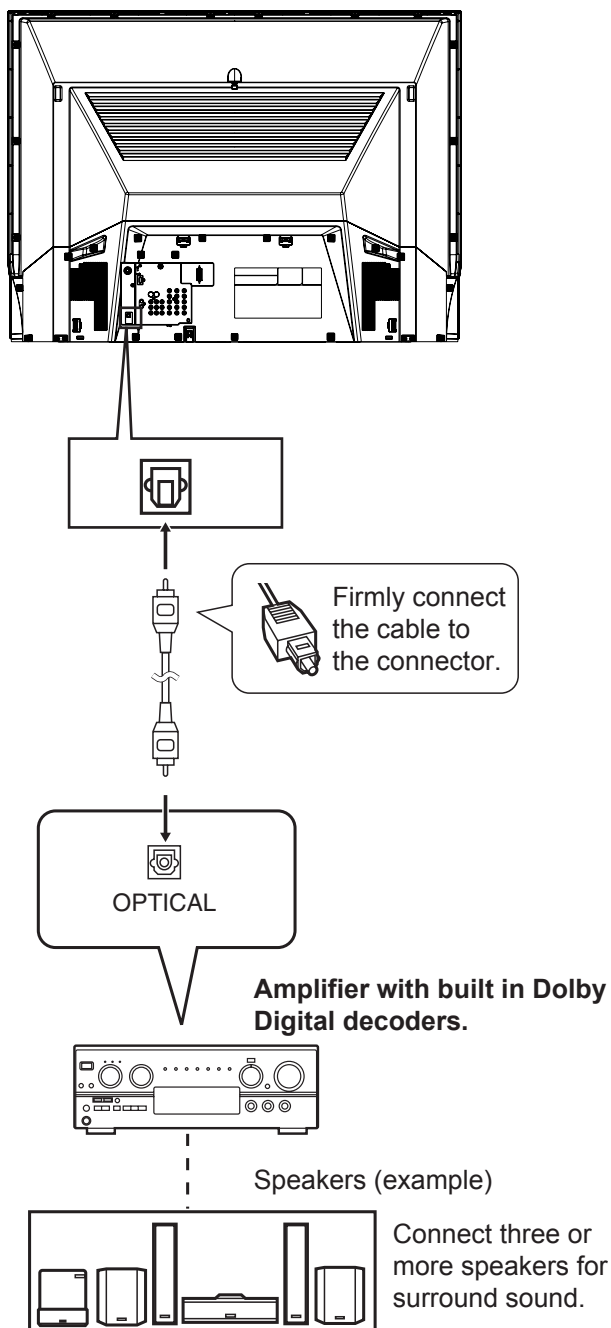 Firmly connect
the cable to
the connector.
OPTICAL
Amplifier with built in Dolby
Digital decoders.
Speakers (example)
Connect three or
more speakers for
surround sound.